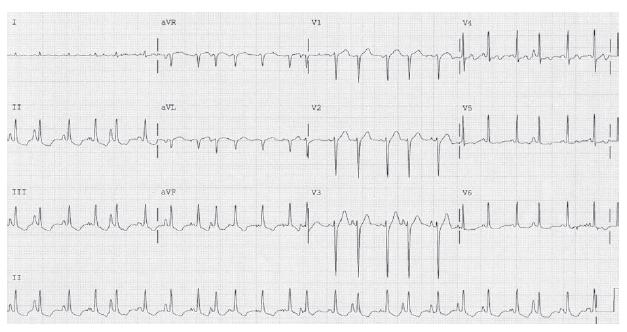 I aVR V1 V4
II aVL V2 V5
III aVF V3 V6
II